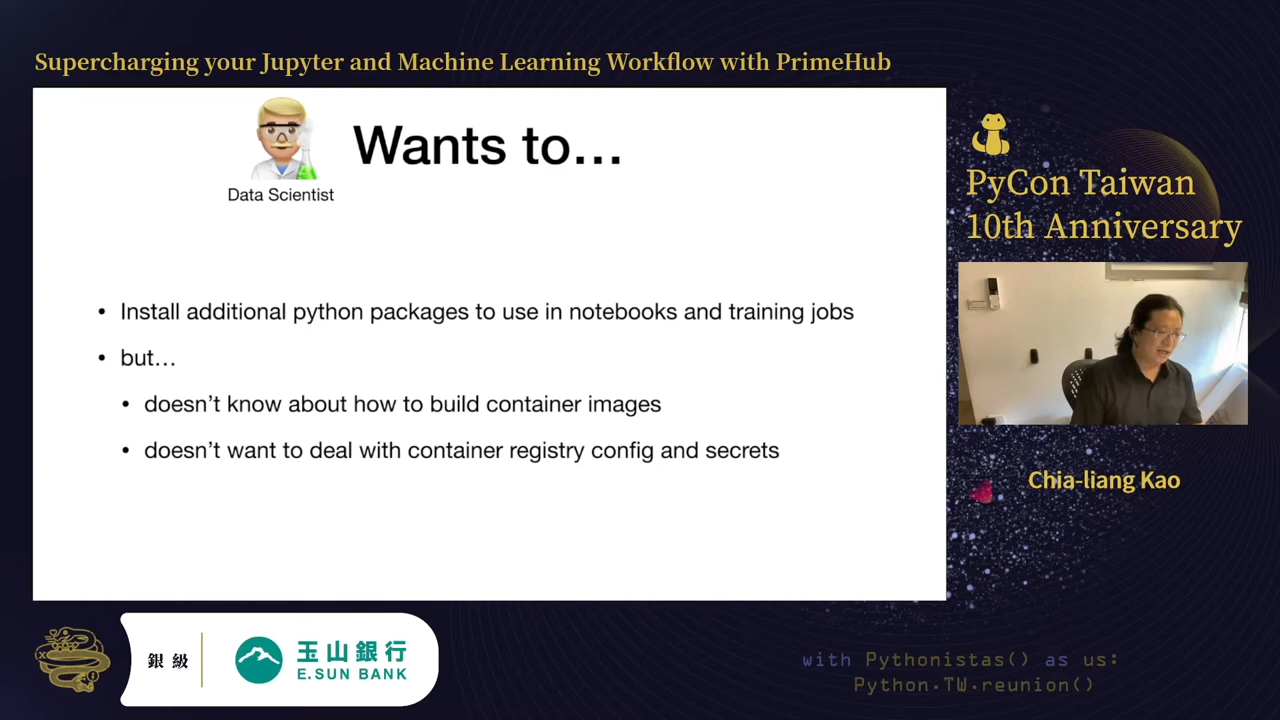 Supercharging your Jupyter and Machine Learning Workflow with PrimeHub
Wants to…
Data Scientist
• Install additional python packages to use in notebooks and training jobs
• but…
• doesn’t know about how to build container images
• doesn’t want to deal with container registry config and secrets
PyCon Taiwan
10th Anniversary
Chia-liang Kao
銀級
玉山銀行
E.SUN BANK
with Pythonistas() as us:
Python.TW.reunion()